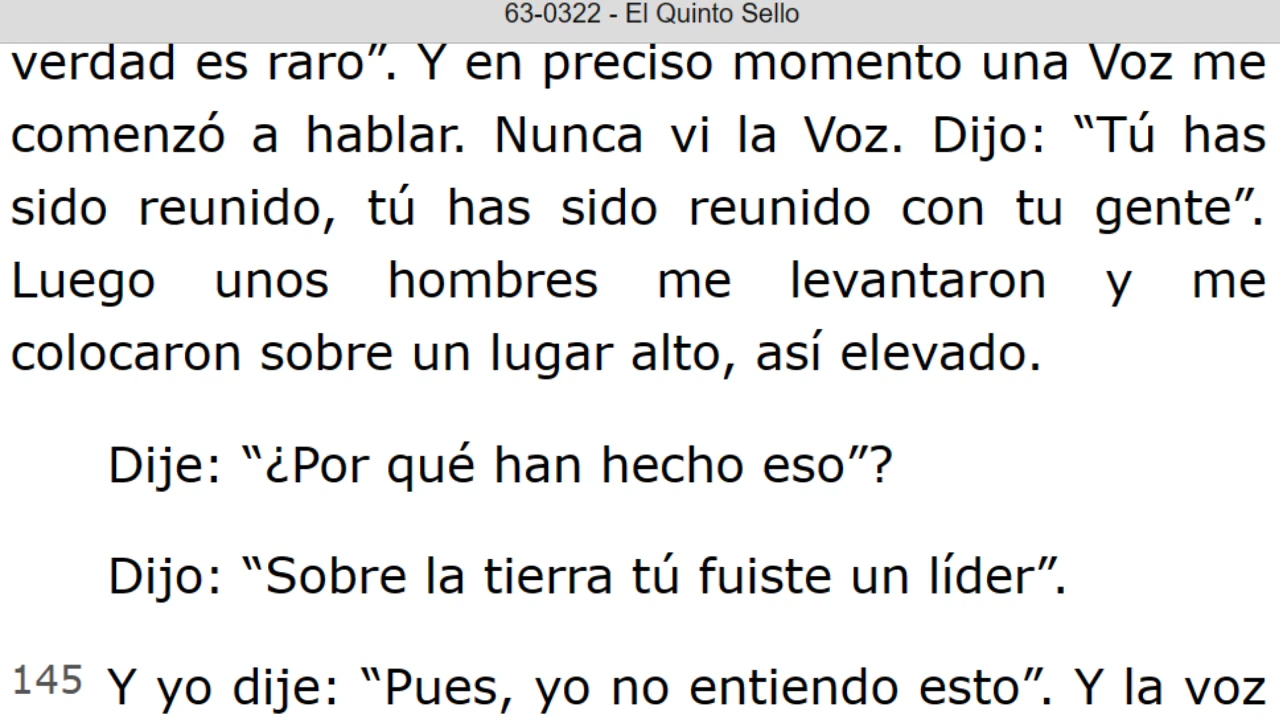 63-0322 - El Quinto Sello
verdad es raro”. Y en preciso momento una Voz me
comenzó a hablar. Nunca vi la Voz. Dijo: “Tú has
sido reunido, tú has sido reunido con tu gente”.
Luego unos hombres me levantaron y me
colocaron sobre un lugar alto, así elevado.
Dije: “¿Por qué han hecho eso”?
Dijo: “Sobre la tierra tú fuiste un líder”.
145 Y yo dije: “Pues, yo no entiendo esto”. Y la voz